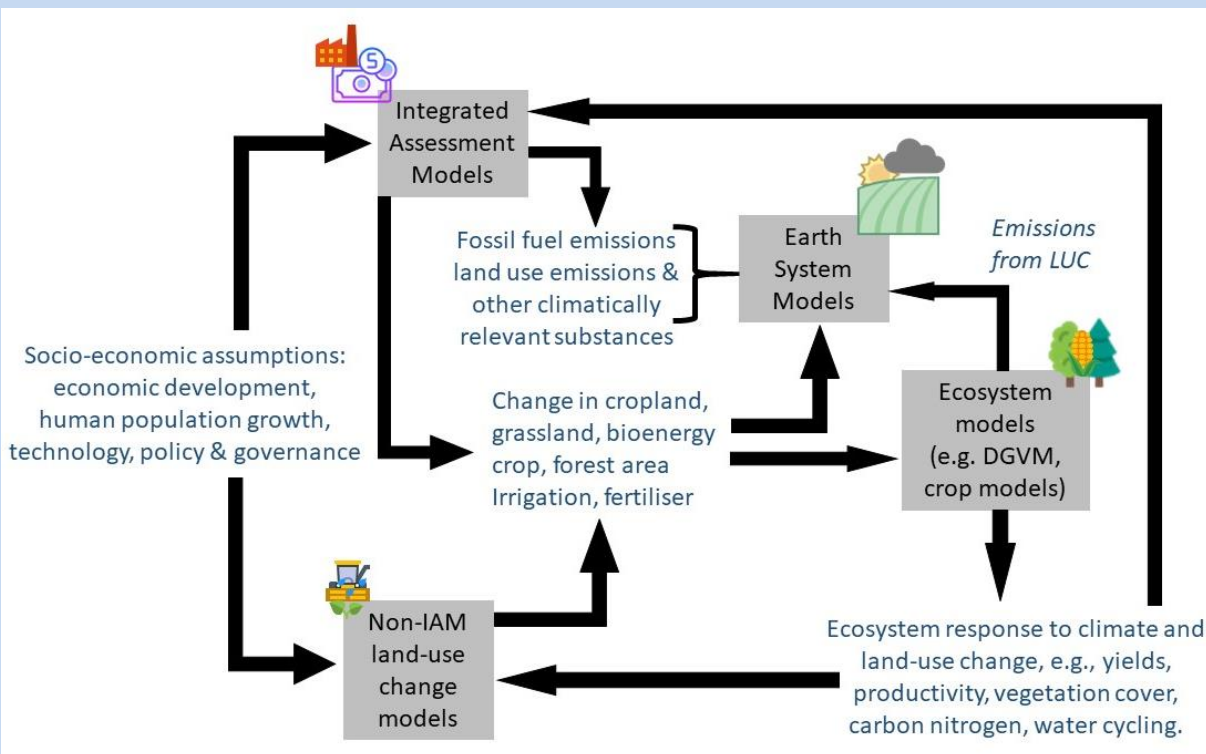 Integrated
Assessment
Models
Fossil fuel emissions
land use emissions &
other climatically
relevant substances
Earth
System
Models
Emissions
from LUC
Socio-economic assumptions:
economic development,
human population growth,
technology, policy & governance
Change in cropland,
grassland, bioenergy
crop, forest area
Irrigation, fertiliser
Ecosystem
models
(e.g. DGVM,
crop models)
Non-IAM
land-use
change
models
Ecosystem response to climate and
land-use change, e.g., yields,
productivity, vegetation cover,
carbon nitrogen, water cycling.